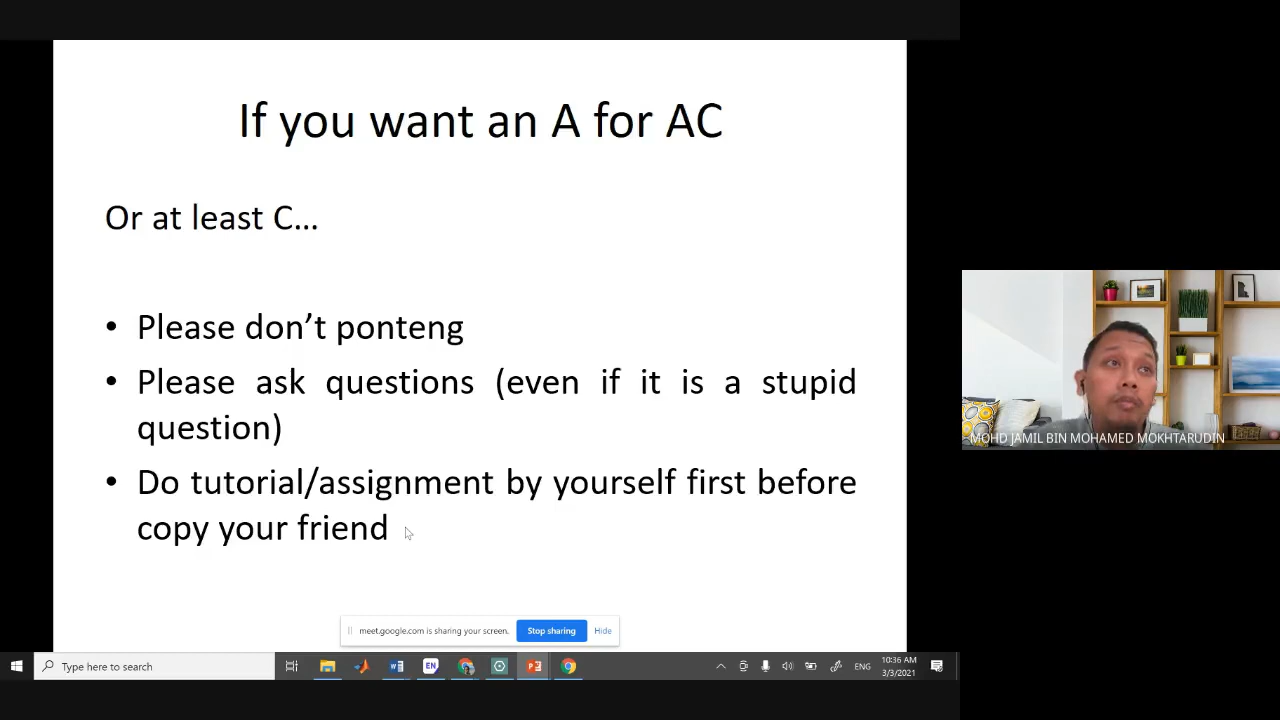 If you want an A for AC
Or at least C...
• Please don't ponteng
• Please ask questions (even if it is a stupid
question)
• Do tutorial/assignment by yourself first before
copy your friend
MOHD JAMIL BIN MOHAMED MOKHTARUDIN
meet.google.com is sharing your screen.
Stop sharing
Hide
Type here to search
EN
ENG
10:36 AM
3/3/2021